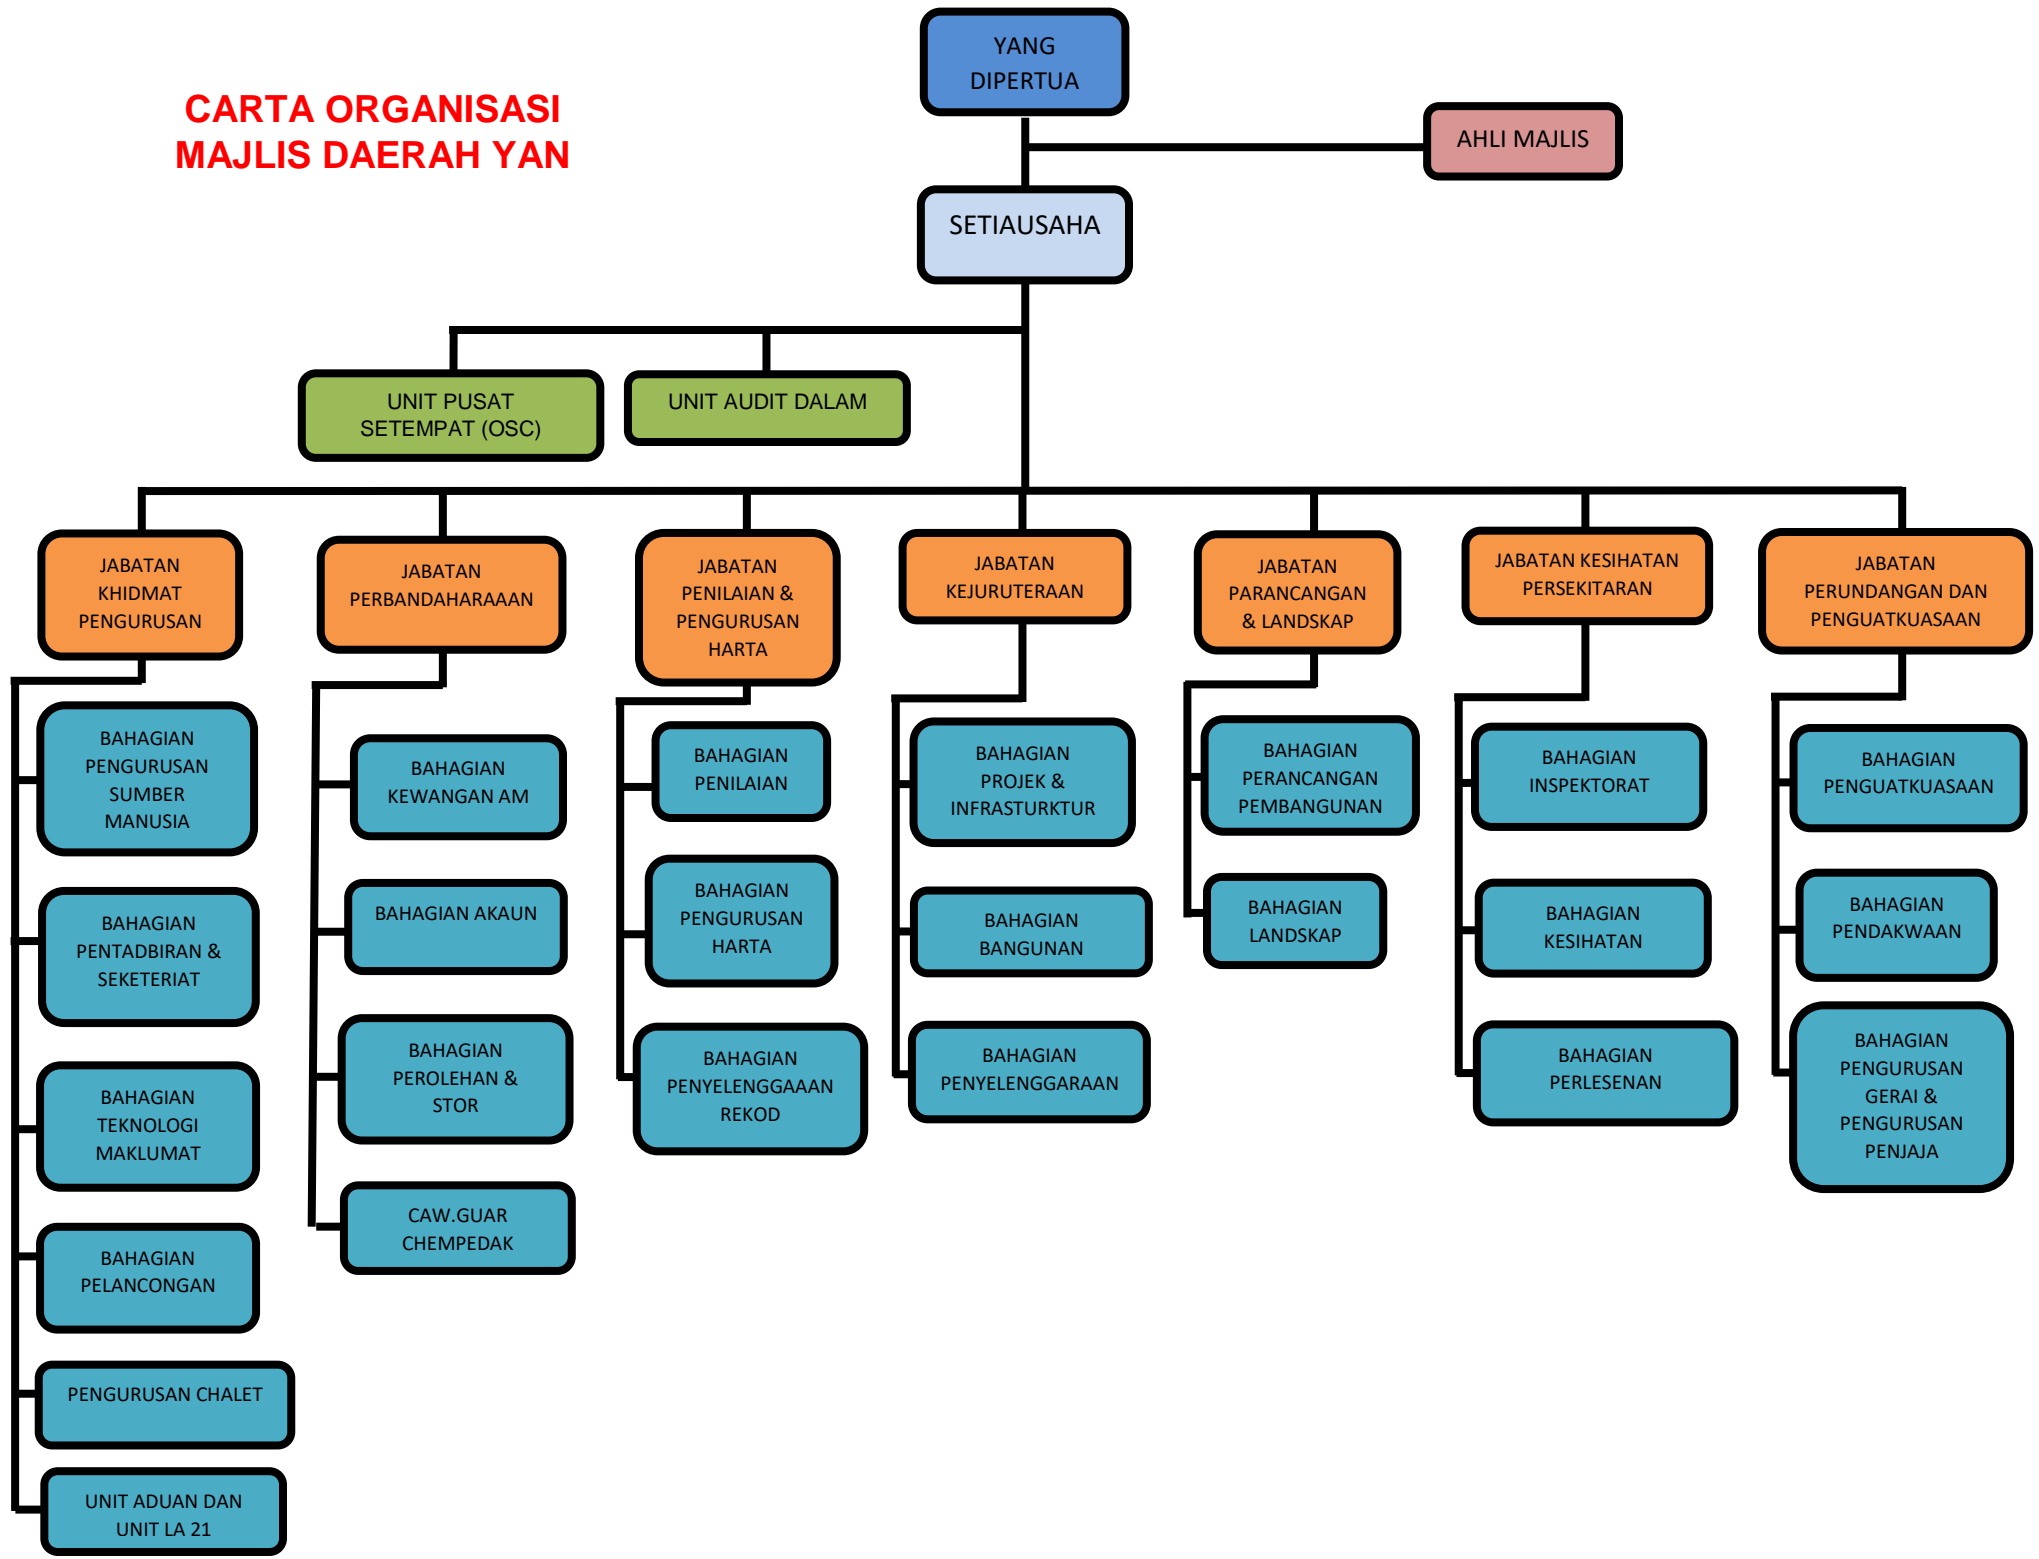 CARTA ORGANISASI
MAJLIS DAERAH YAN
YANG
DIPERTUA
AHLI MAJLIS
SETIAUSAHA
UNIT PUSAT
SETEMPAT (OSC)
UNIT AUDIT DALAM
JABATAN
KHIDMAT
PENGURUSAN
JABATAN
PERBANDAHARAAAN
JABATAN
PENILAIAN &
PENGURUSAN
HARTA
JABATAN
KEJURUTERAAN
JABATAN
PARANCANGAN
& LANDSKAP
JABATAN KESIHATAN
PERSEKITARAN
JABATAN
PERUNDANGAN DAN
PENGUATKUASAAN
BAHAGIAN
PENGURUSAN
SUMBER
MANUSIA
BAHAGIAN
PENTADBIRAN &
SEKETERIAT
BAHAGIAN
TEKNOLOGI
MAKLUMAT
BAHAGIAN
PELANCONGAN
PENGURUSAN CHALET
UNIT ADUAN DAN
UNIT LA 21
BAHAGIAN
KEWANGAN AM
BAHAGIAN AKAUN
BAHAGIAN
PEROLEHAN &
STOR
CAW.GUAR
CHEMPEDAK
BAHAGIAN
PENILAIAN
BAHAGIAN
PENGURUSAN
HARTA
BAHAGIAN
PENYELENGGAAAN
REKOD
BAHAGIAN
PROJEK &
INFRASTURKTUR
BAHAGIAN
BANGUNAN
BAHAGIAN
PENYELENGGARAAN
BAHAGIAN
PERANCANGAN
PEMBANGUNAN
BAHAGIAN
LANDSKAP
BAHAGIAN
INSPEKTORAT
BAHAGIAN
KESIHATAN
BAHAGIAN
PERLESENAN
BAHAGIAN
PENGUATKUASAAN
BAHAGIAN
PENDAKWAAN
BAHAGIAN
PENGURUSAN
GERAI &
PENGURUSAN
PENJAJA